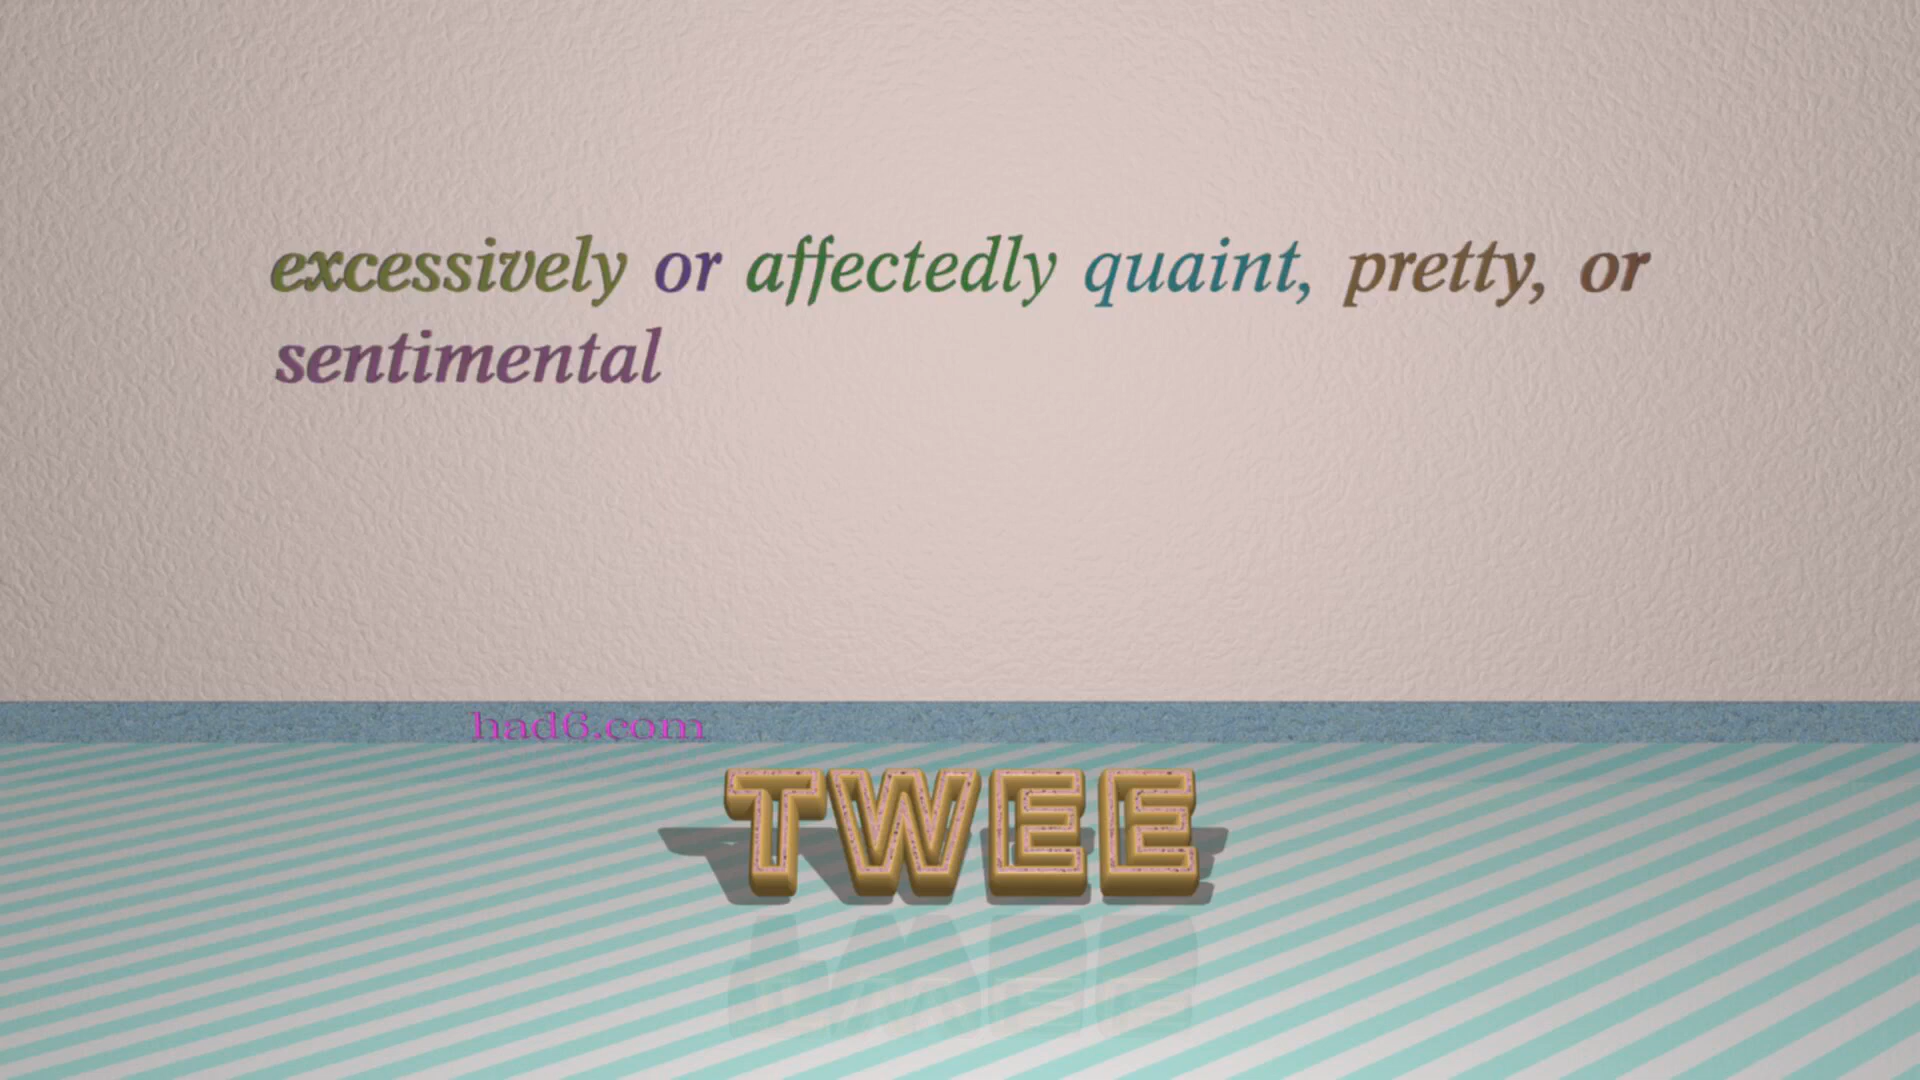 excessively or affectedly quaint, pretty, or
sentimental
had6.com
TWEE